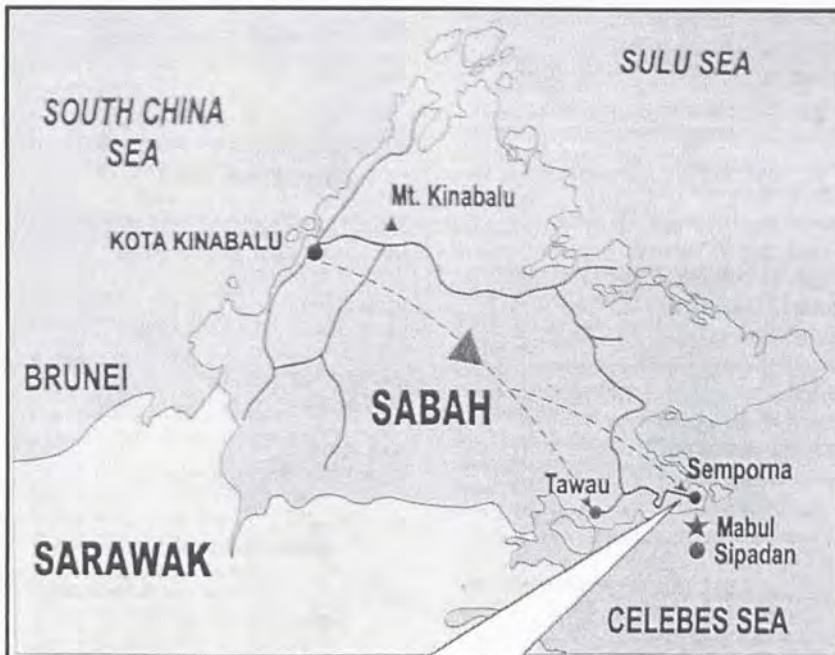 SULU SEA
SOUTH CHINA
SEA
Mt. Kinabalu
KOTA KINABALU
BRUNEI
SABAH
Semporna
Tawau
Mabul
SARAWAK
Sipadan
CELEBES SEA